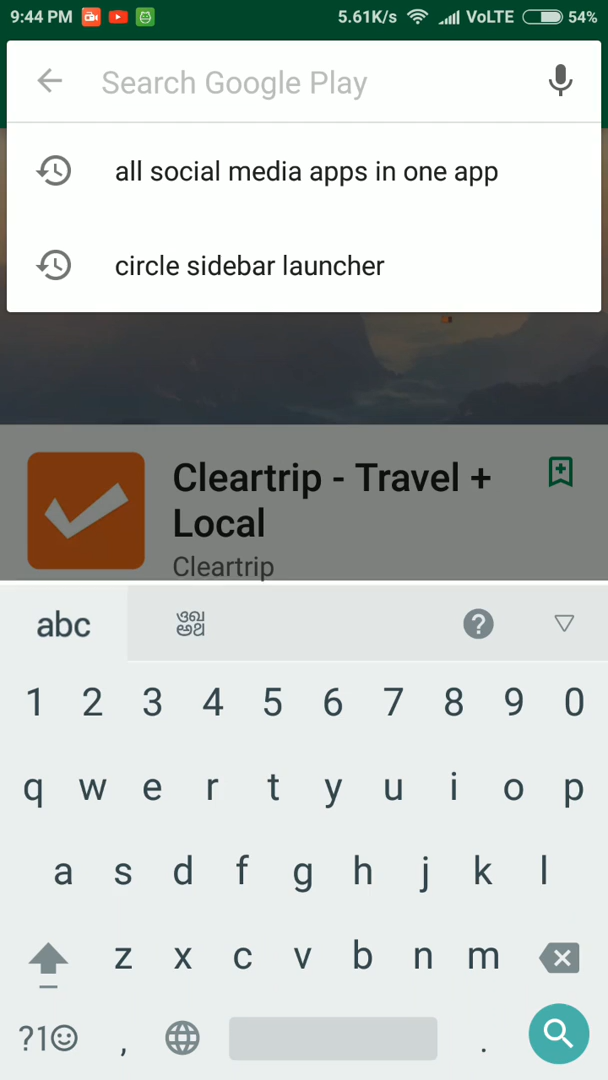 9:44 PM 5.61K/s VoLTE 54%
Search Google Play
all social media apps in one app
circle sidebar launcher
Cleartrip - Travel +
Local
Cleartrip
abc ?
1 2 3 4 5 6 7 8 9 0
q w e r t y u i o p
a s d f g h j k l
z x c v b n m
?1 , .